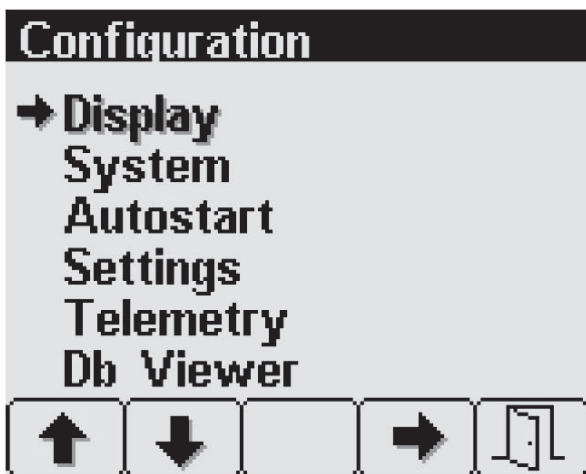 Configuration
Display
System
Autostart
Settings
Telemetry
Db Viewer